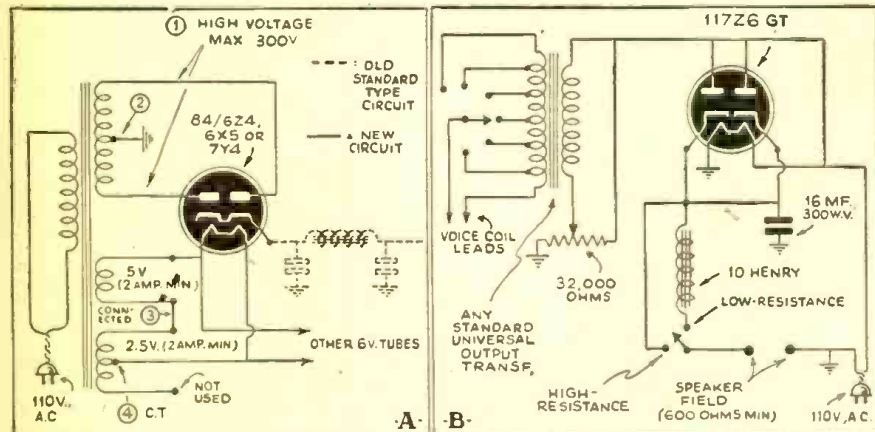 ① HIGH VOLTAGE
MAX 300V
②
84/6Z4,
6X5 OR
7Y4
OLD
STANDARD
TYPE
CIRCUIT
NEW
CIRCUIT
5V
(2 AMP. MIN)
CONN-
ECTED
③
2.5V. (2 AMP. MIN)
OTHER 6V. TUBES
NOT
USED
④ C.T
110V.,
A.C
·A·
·B·
117Z6 GT
VOICE COIL
LEADS
32,000
OHMS
ANY
STANDARD
UNIVERSAL
OUTPUT
TRANSF.
16 MF.
300W.V.
10 HENRY
LOW-RESISTANCE
HIGH-
RESISTANCE
SPEAKER
FIELD
(600 OHMS MIN)
110V, A.C.